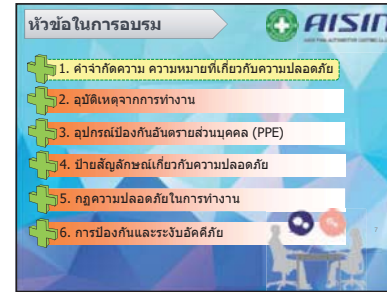 หัวข้อในการอบรม
AISIN
1. คำจำกัดความ ความหมายที่เกี่ยวกับความปลอดภัย
2. อุบัติเหตุจากการทำงาน
3. อุปกรณ์ป้องกันอันตรายส่วนบุคคล (PPE)
4. ป้ายสัญลักษณ์เกี่ยวกับความปลอดภัย
5. กฎความปลอดภัยในการทำงาน
6. การป้องกันและระงับอัคคีภัย
7